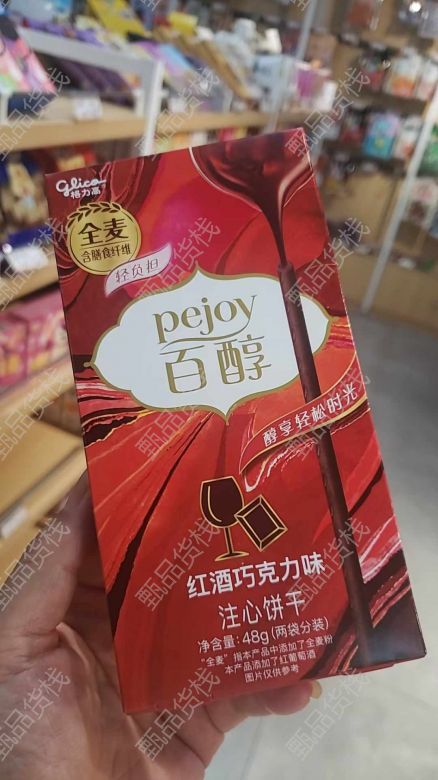 glico
格力高
全麦
含膳食纤维
轻负担
pejoy
百醇
醇享轻松时光
红酒巧克力味
注心饼干
净含量:48g(两袋分装)
“全麦”指本产品中添加了全麦粉
本产品添加了红葡萄酒
图片仅供参考
甄品货栈